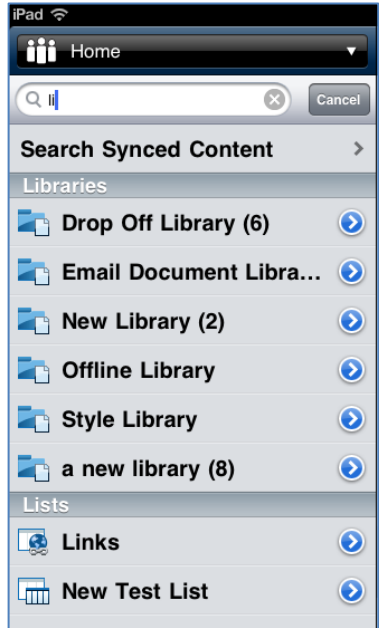 iPad
Home
li
Cancel
Search Synced Content
Libraries
Drop Off Library (6)
Email Document Libra...
New Library (2)
Offline Library
Style Library
a new library (8)
Lists
Links
New Test List